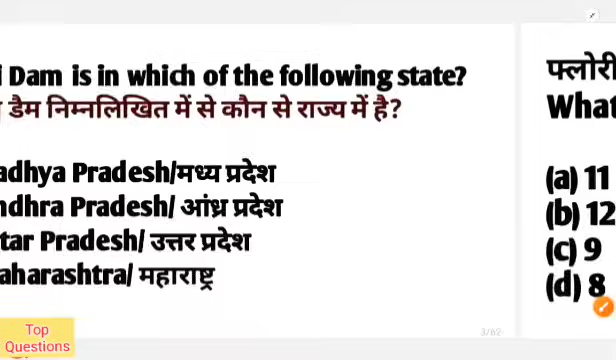 i Dam is in which of the following state?
डैम निम्नलिखित में से कौन से राज्य में है?
adhya Pradesh/मध्य प्रदेश
ndhra Pradesh/ आंध्र प्रदेश
tar Pradesh/ उत्तर प्रदेश
aharashtra/ महाराष्ट्र
3/62
Top
Questions
फ्लोरी
What
(a) 11
(b) 12
(c) 9
(d) 8